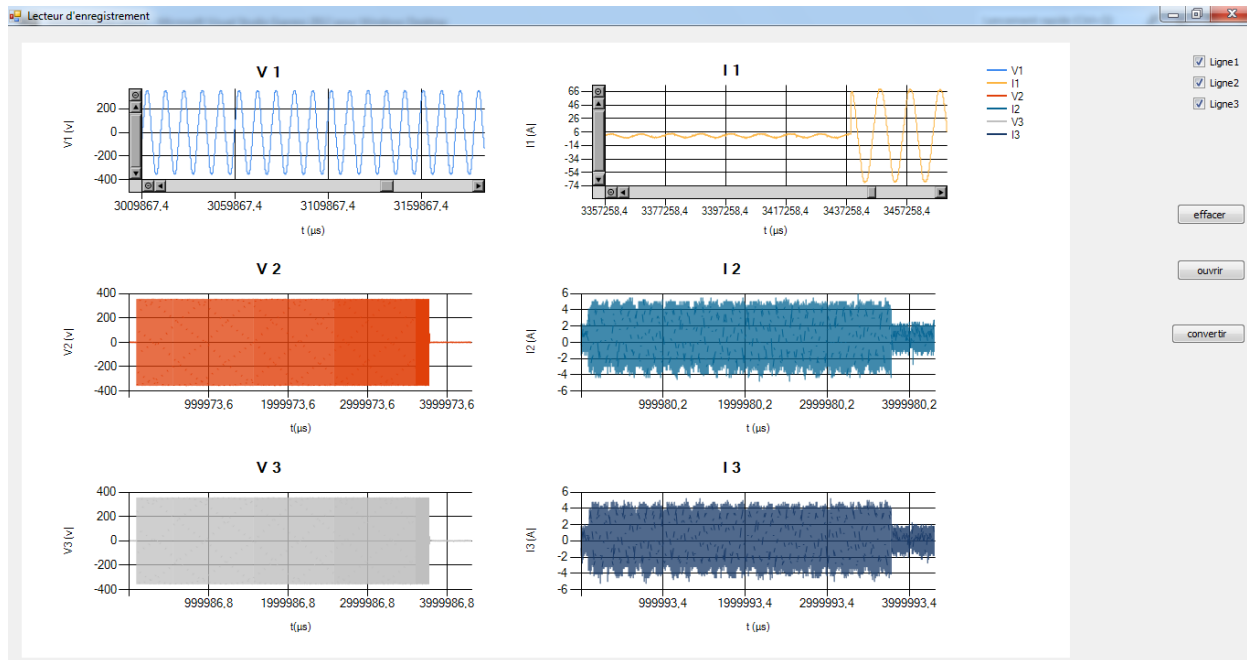 Lecteur d'enregistrement
V 1
I 1
V1 [v]
200
0
-200
-400
3009867,4 3059867,4 3109867,4 3159867,4
t (µs)
I1 [A]
66
46
26
6
-14
-34
-54
-74
3357258,4 3377258,4 3397258,4 3417258,4 3437258,4 3457258,4
t (µs)
V1
I1
V2
I2
V3
I3
Ligne1
Ligne2
Ligne3
effacer
ouvrir
convertir
V 2
V2 [v]
400
200
0
-200
-400
999973,6 1999973,6 2999973,6 3999973,6
t(µs)
I 2
I2 [A]
6
4
2
0
-2
-4
-6
999980,2 1999980,2 2999980,2 3999980,2
t (µs)
V 3
V3 [v]
400
200
0
-200
-400
999986,8 1999986,8 2999986,8 3999986,8
t(µs)
I 3
I3 [A]
6
4
2
0
-2
-4
-6
999993,4 1999993,4 2999993,4 3999993,4
t (µs)